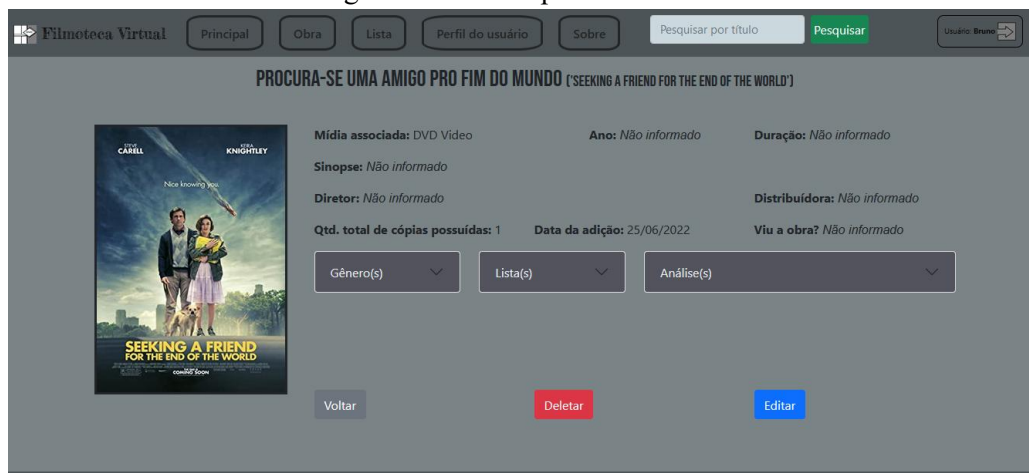 Filmoteca Virtual Principal Obra Lista Perfil do usuário Sobre Pesquisar por título Pesquisar Usuário: Bruno
PROCURA-SE UMA AMIGO PRO FIM DO MUNDO ('SEEKING A FRIEND FOR THE END OF THE WORLD')
STEVE CARELL KEIRA KNIGHTLEY
Nice knowing you.
SEEKING A FRIEND
FOR THE END OF THE WORLD
COMING SOON
Mídia associada: DVD Video Ano: Não informado Duração: Não informado
Sinopse: Não informado
Diretor: Não informado Distribuídora: Não informado
Qtd. total de cópias possuídas: 1 Data da adição: 25/06/2022 Viu a obra? Não informado
Gênero(s) Lista(s) Análise(s)
Voltar Deletar Editar